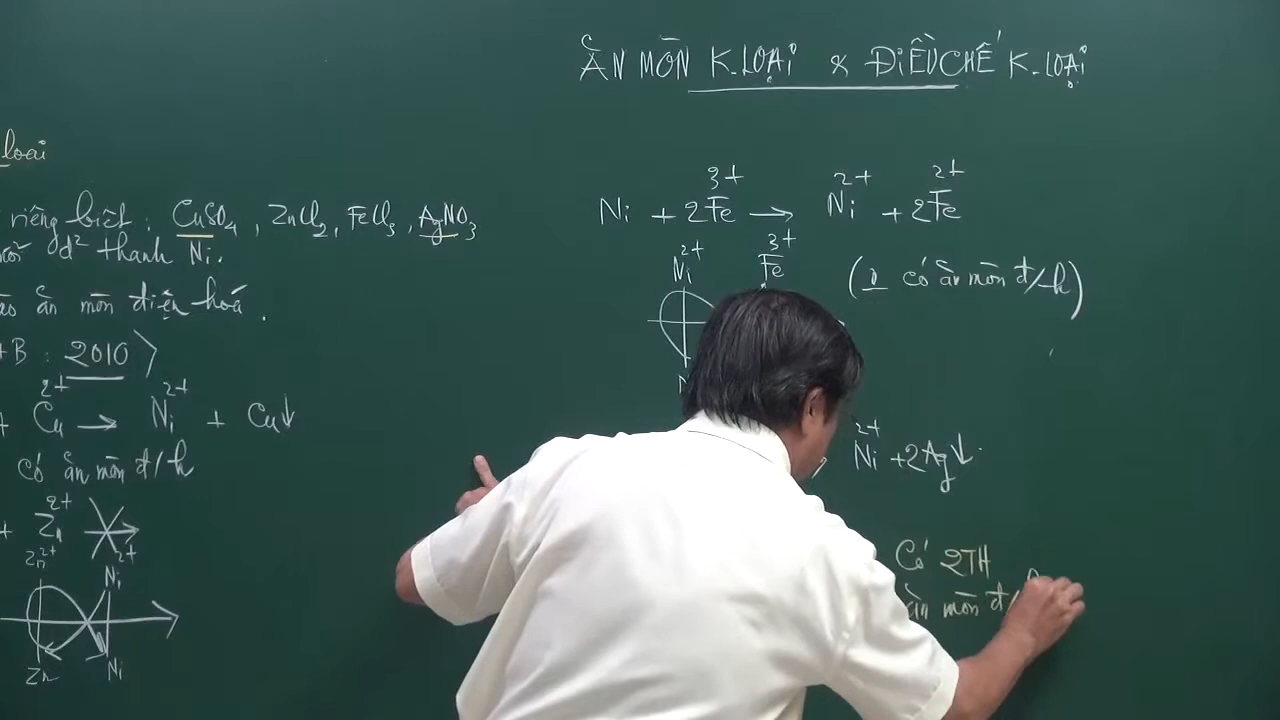 ĂN MÒN K.LOẠI & ĐIỀU CHẾ K.LOẠI
loại
riêng biệt: CuSO4, ZnCl2, FeCl3, AgNO3
d² thanh Ni.
ăn mòn điện hoá.
+B: 2010>
+ Cu2+ → Ni2+ + Cu↓
có ăn mòn đ/h
+ Zn2+
Zn2+ Ni2+
Zn Ni
Ni + 2Fe3+ → Ni2+ + 2Fe2+
Ni2+ Fe3+
có ăn mòn đ/h)
N
Ni2+ + 2Ag↓.
Có 2TH
ăn mòn đ/